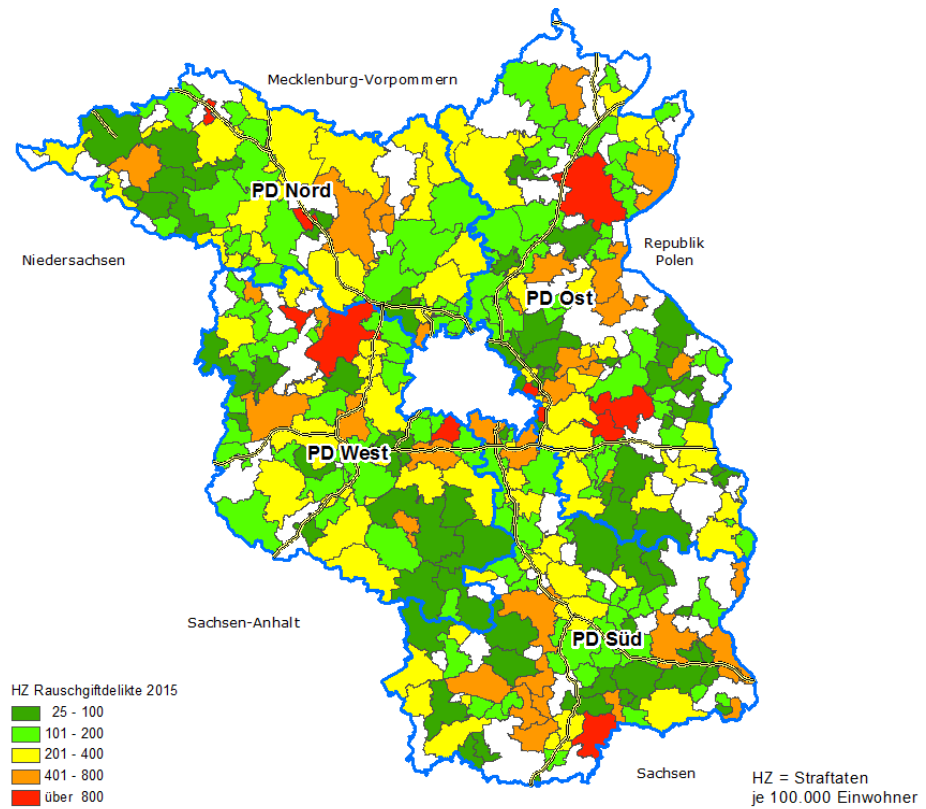 Mecklenburg-Vorpommern
PD Nord
Niedersachsen
Republik
Polen
PD Ost
PD West
Sachsen-Anhalt
PD Süd
HZ Rauschgiftdelikte 2015
25 - 100
101 - 200
201 - 400
401 - 800
über 800
Sachsen
HZ = Straftaten
je 100.000 Einwohner